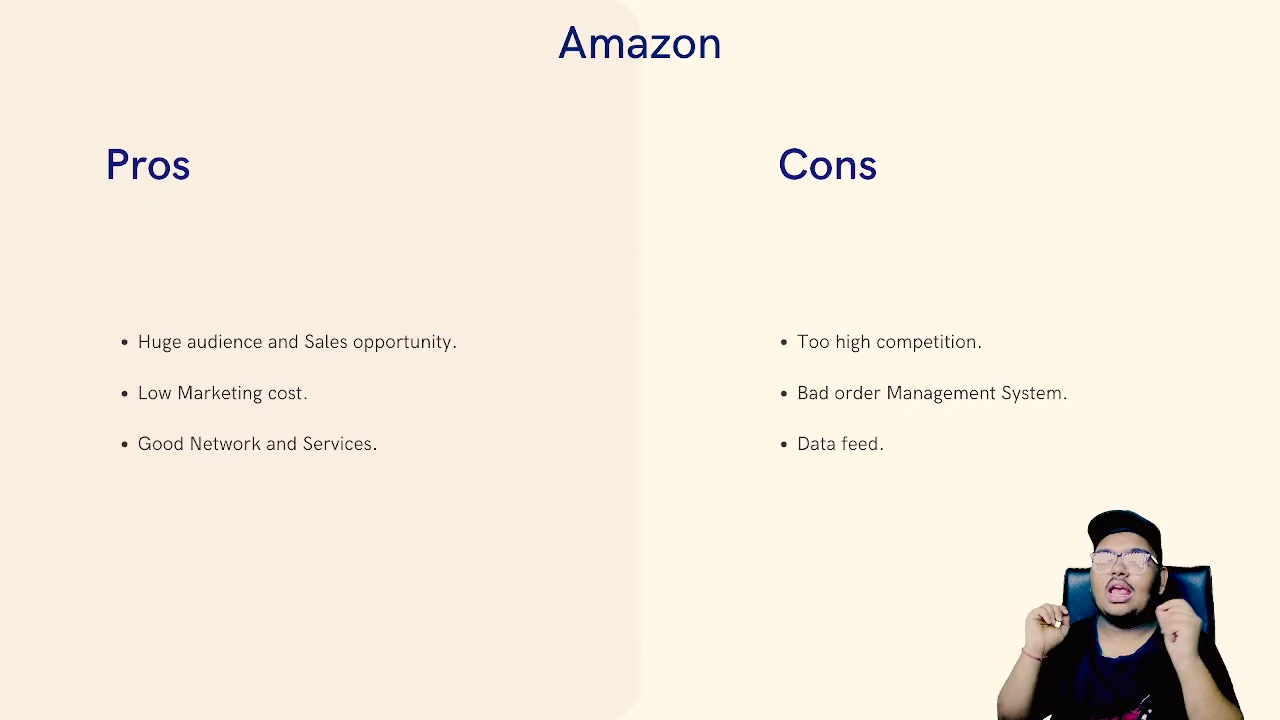 Amazon
Pros
Huge audience and Sales opportunity.
Low Marketing cost.
Good Network and Services.
Cons
Too high competition.
Bad order Management System.
Data feed.